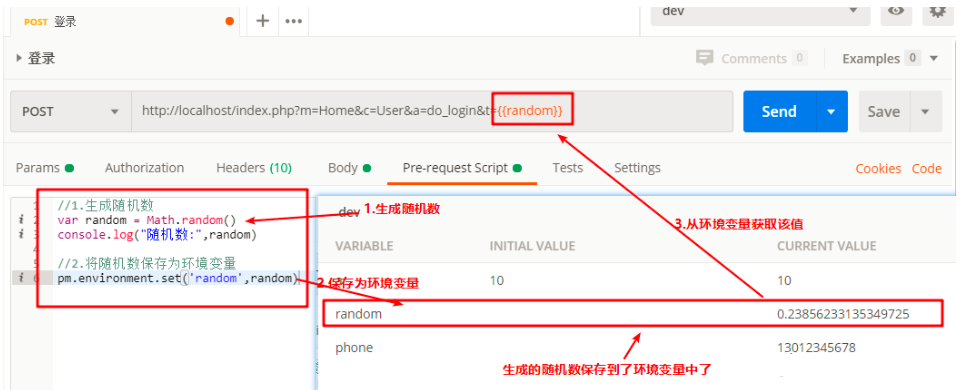 POST 登录
dev
登录
Comments 0
Examples 0
POST
http://localhost/index.php?m=Home&c=User&a=do_login&t={{random}}
Send
Save
Params
Authorization
Headers (10)
Body
Pre-request Script
Tests
Settings
Cookies Code
//1.生成随机数
i 2 var random = Math.random()
i 3 console.log("随机数:",random)
//2.将随机数保存为环境变量
i 6 pm.environment.set('random',random)
dev
1.生成随机数
3.从环境变量获取该值
VARIABLE
INITIAL VALUE
CURRENT VALUE
2.保存为环境变量
10
10
random
0.23856233135349725
phone
13012345678
生成的随机数保存到了环境变量中了